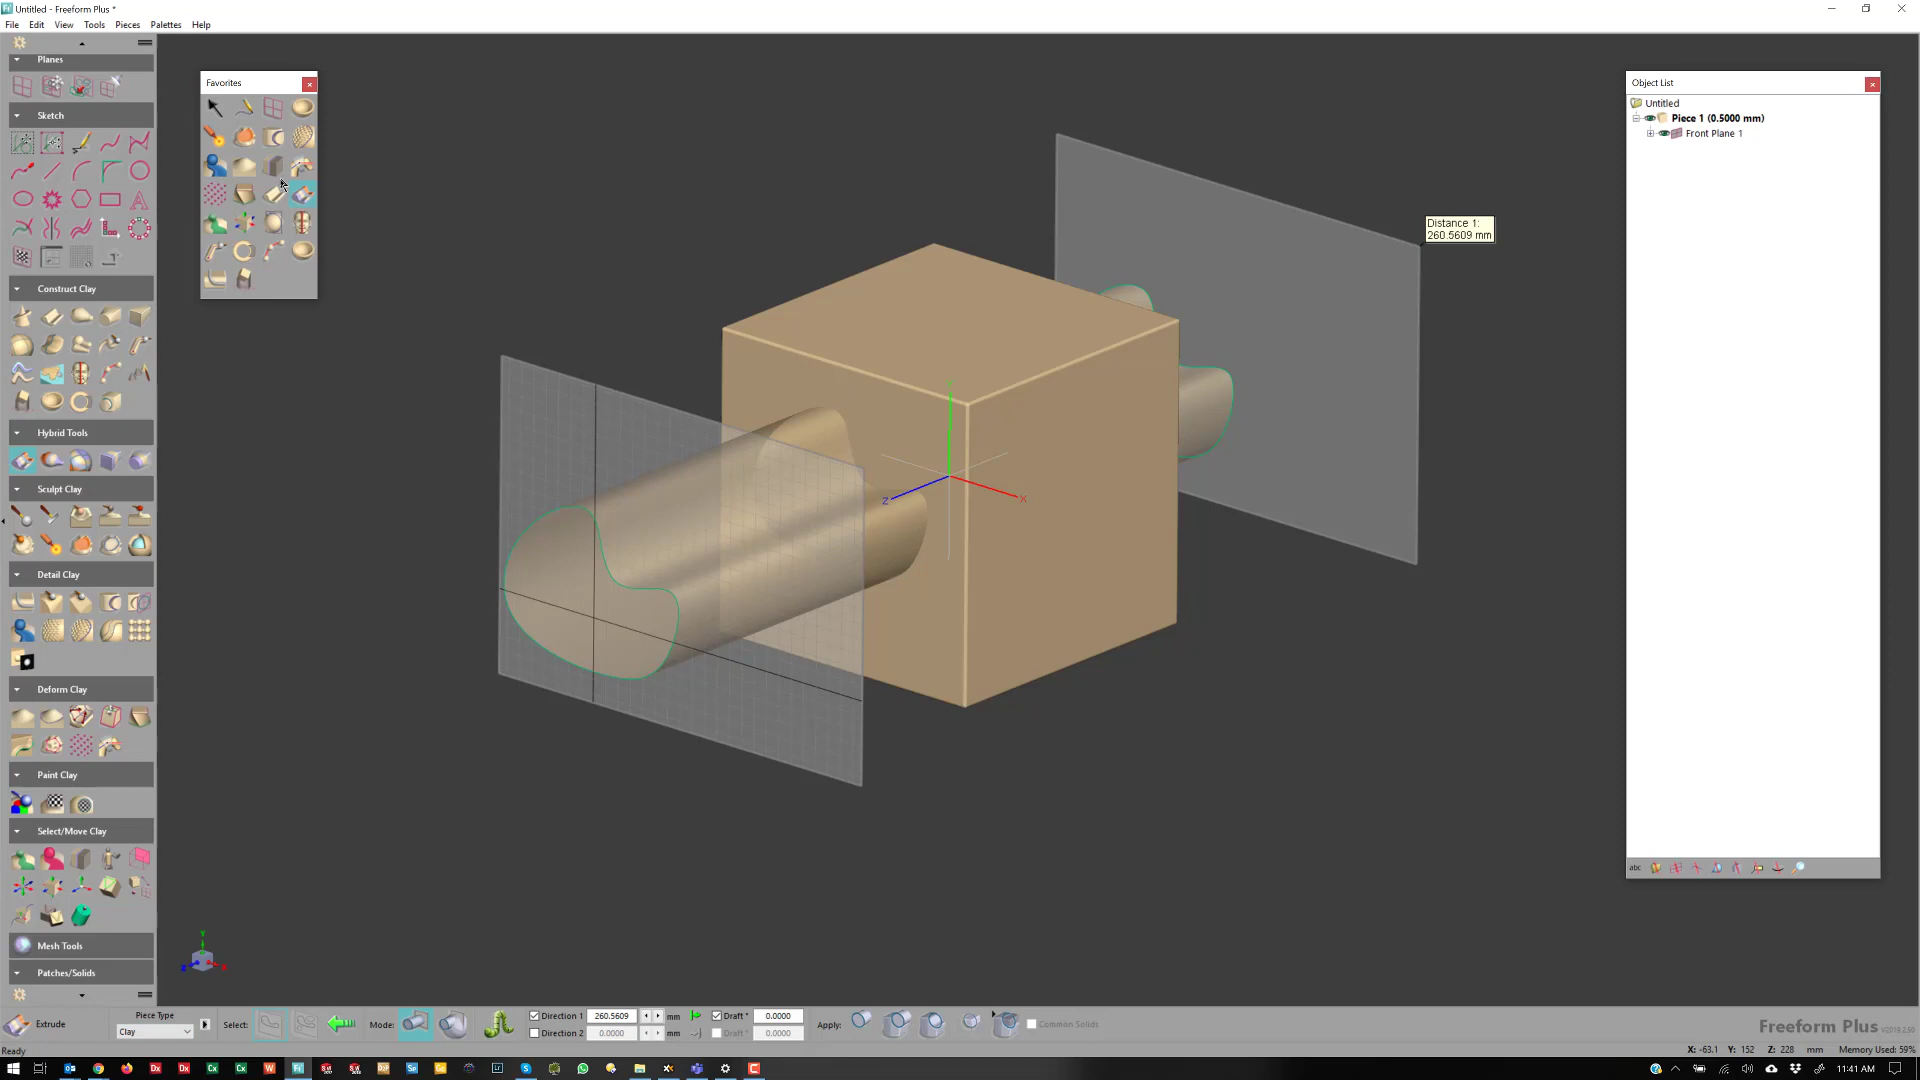 Untitled - Freeform Plus *
File Edit View Tools Pieces Palettes Help
Planes
Sketch
Construct Clay
Hybrid Tools
Sculpt Clay
Detail Clay
Deform Clay
Paint Clay
Select/Move Clay
Mesh Tools
Patches/Solids
Favorites
Distance 1:
260.5609 mm
Y
X
Z
Object List
Untitled
Piece 1 (0.5000 mm)
Front Plane 1
abc
Extrude
Piece Type
Clay
Select:
Mode:
Direction 1 260.5609 mm Draft° 0.0000
Direction 2 0.0000 mm Draft° 0.0000
Apply:
Common Solids
Freeform Plus V2019 2.50
Ready
X: -63.1 Y: 152 Z: 228 mm Memory Used: 59%
11:41 AM